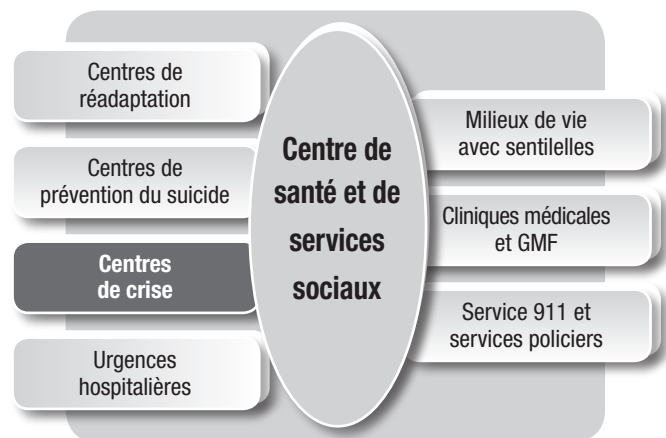 Centres de
réadaptation
Centres de
prévention du suicide
Centres
de crise
Urgences
hospitalières
Centre de
santé et de
services
sociaux
Milieux de vie
avec sentilelles
Cliniques médicales
et GMF
Service 911 et
services policiers